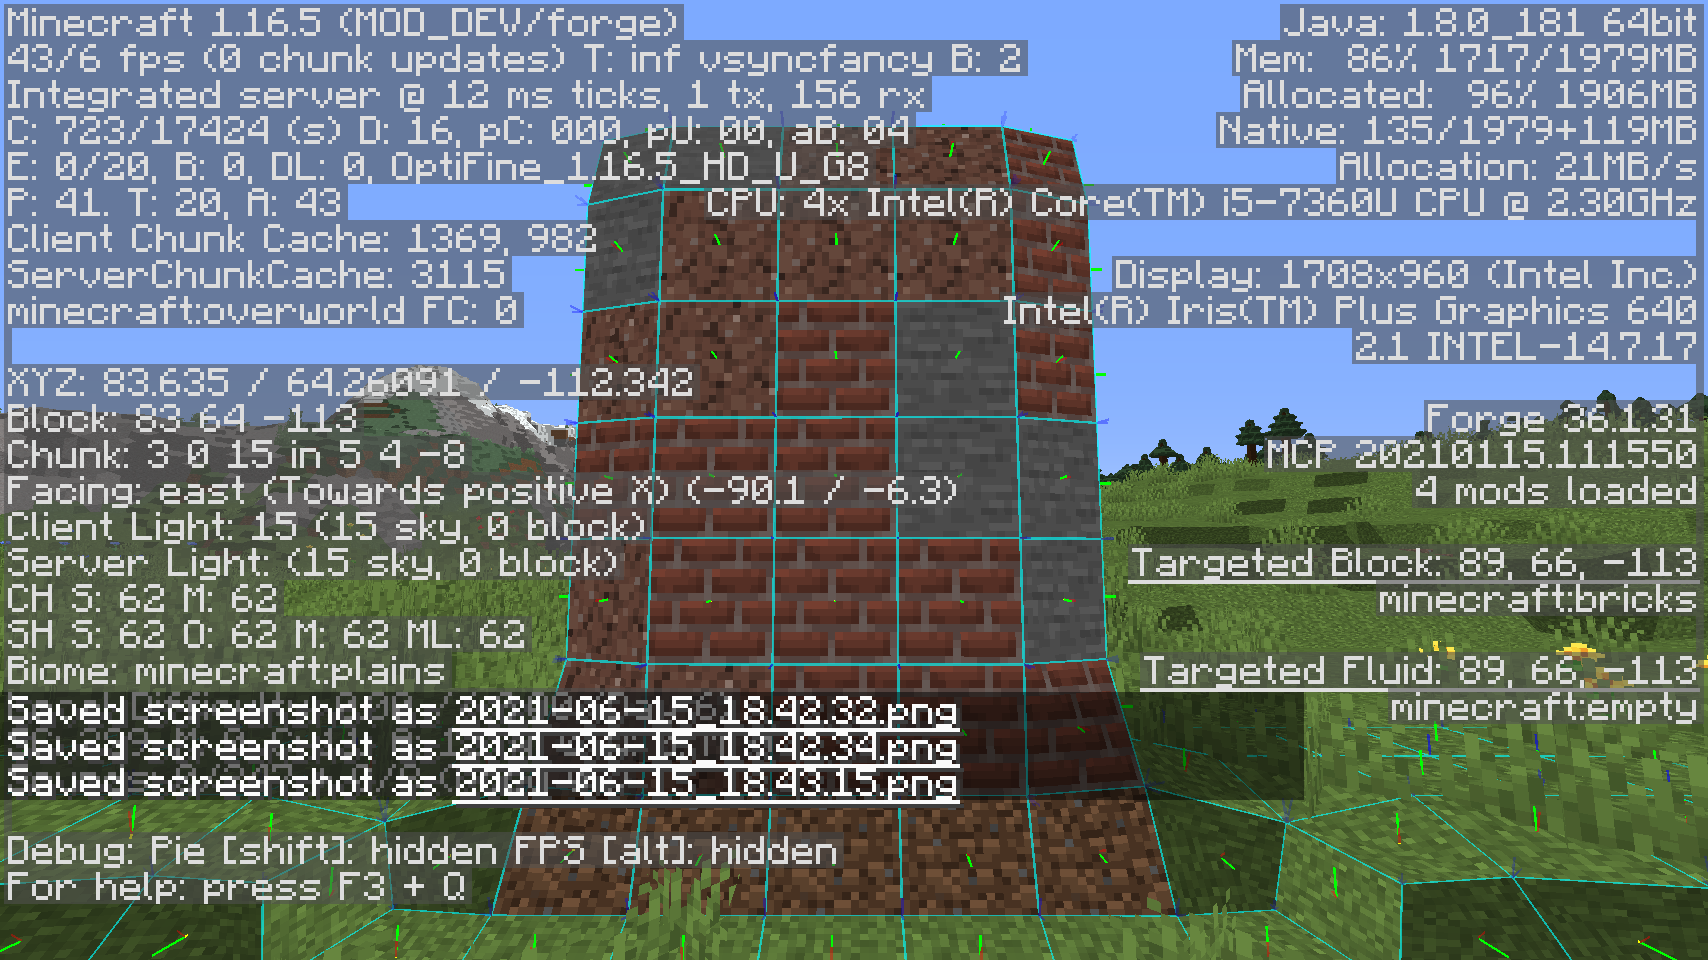 Minecraft 1.16.5 (MOD_DEV/forge)
43/6 fps (0 chunk updates) T: inf vsyncfancy B: 2
Integrated server @ 12 ms ticks, 1 tx, 156 rx
C: 723/17424 (s) D: 16, pC: 000, pU: 00, aB: 04
E: 0/20, B: 0, DL: 0, OptiFine_1.16.5_HD_U_G8
P: 41. T: 20, A: 43
Client Chunk Cache: 1369, 982
ServerChunkCache: 3115
minecraft:overworld FC: 0
XYZ: 83.635 / 64.26091 / -112.342
Block: 83 64 -113
Chunk: 3 0 15 in 5 4 -8
Facing: east (Towards positive X) (-90.1 / -6.3)
Client Light: 15 (15 sky, 0 block)
Server Light: (15 sky, 0 block)
CH S: 62 M: 62
SH S: 62 O: 62 M: 62 ML: 62
Biome: minecraft:plains
Saved screenshot as 2021-06-15_18.42.32.png
Saved screenshot as 2021-06-15_18.42.34.png
Saved screenshot as 2021-06-15_18.43.15.png
Debug: Pie [shift]: hidden FPS [alt]: hidden
For help: press F3 + Q
Java: 1.8.0_181 64bit
Mem: 86% 1717/1979MB
Allocated: 96% 1906MB
Native: 135/1979+119MB
Allocation: 21MB/s
CPU: 4x Intel(R) Core(TM) i5-7360U CPU @ 2.30GHz
Display: 1708x960 (Intel Inc.)
Intel(R) Iris(TM) Plus Graphics 640
2.1 INTEL-14.7.17
Forge 36.1.31
MCP 20210115.111550
4 mods loaded
Targeted Block: 89, 66, -113
minecraft:bricks
Targeted Fluid: 89, 66, -113
minecraft:empty